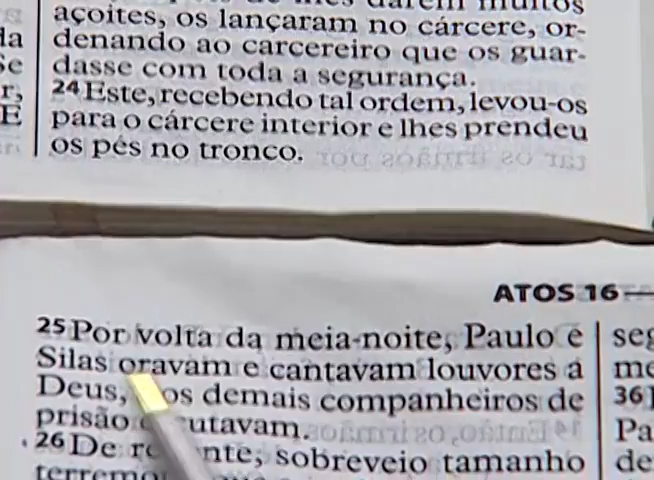 açoites, os lançaram no cárcere, or-
denando ao carcereiro que os guar-
dasse com toda a segurança.
24 Este, recebendo tal ordem, levou-os
para o cárcere interior e lhes prendeu
os pés no tronco.
ATOS 16
25 Por volta da meia-noite, Paulo e
Silas oravam e cantavam louvores a
Deus, os demais companheiros de
prisão
26 De sobreveio tamanho
36